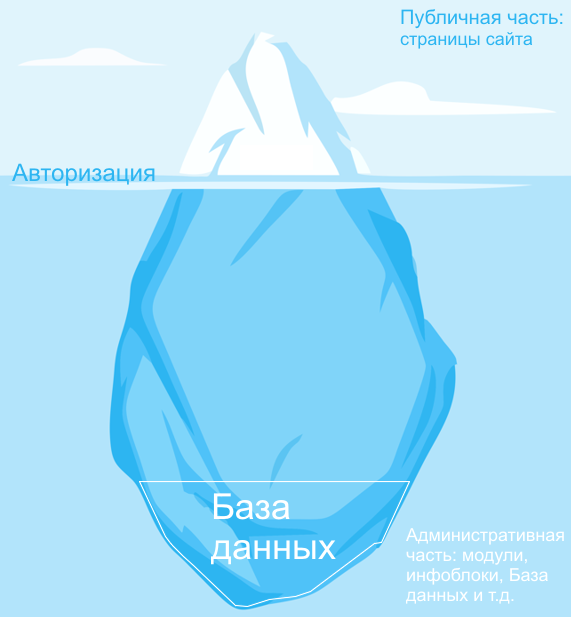 Публичная часть:
страницы сайта
Авторизация
База
данных
Административная
часть: модули,
инфоблоки, База
данных и т.д.